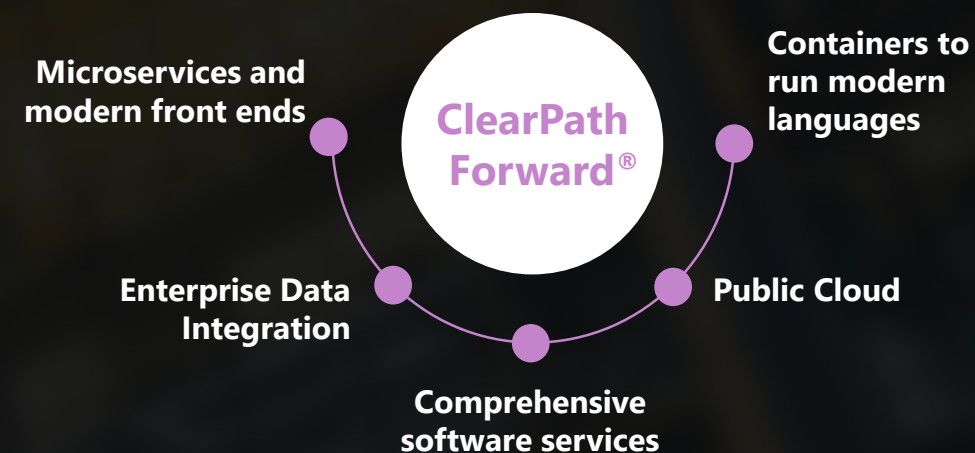 Microservices and
modern front ends
ClearPath
Forward®
Containers to
run modern
languages
Enterprise Data
Integration
Public Cloud
Comprehensive
software services